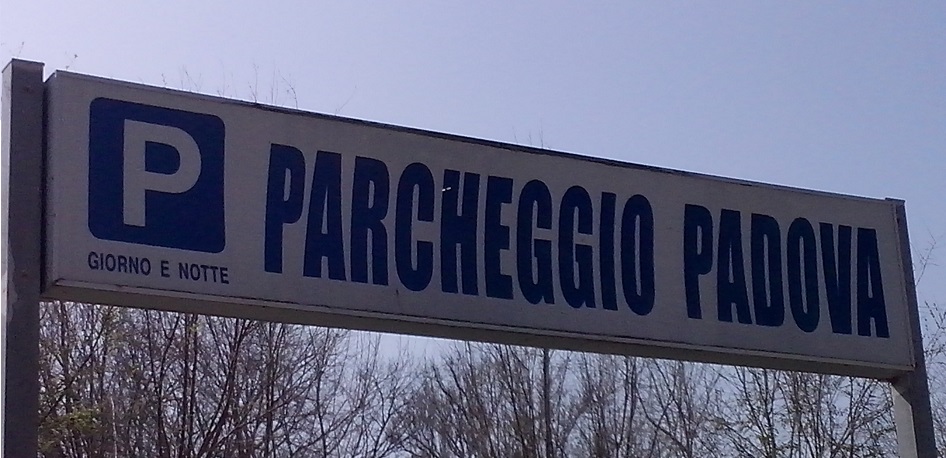 P
GIORNO E NOTTE
PARCHEGGIO PADOVA